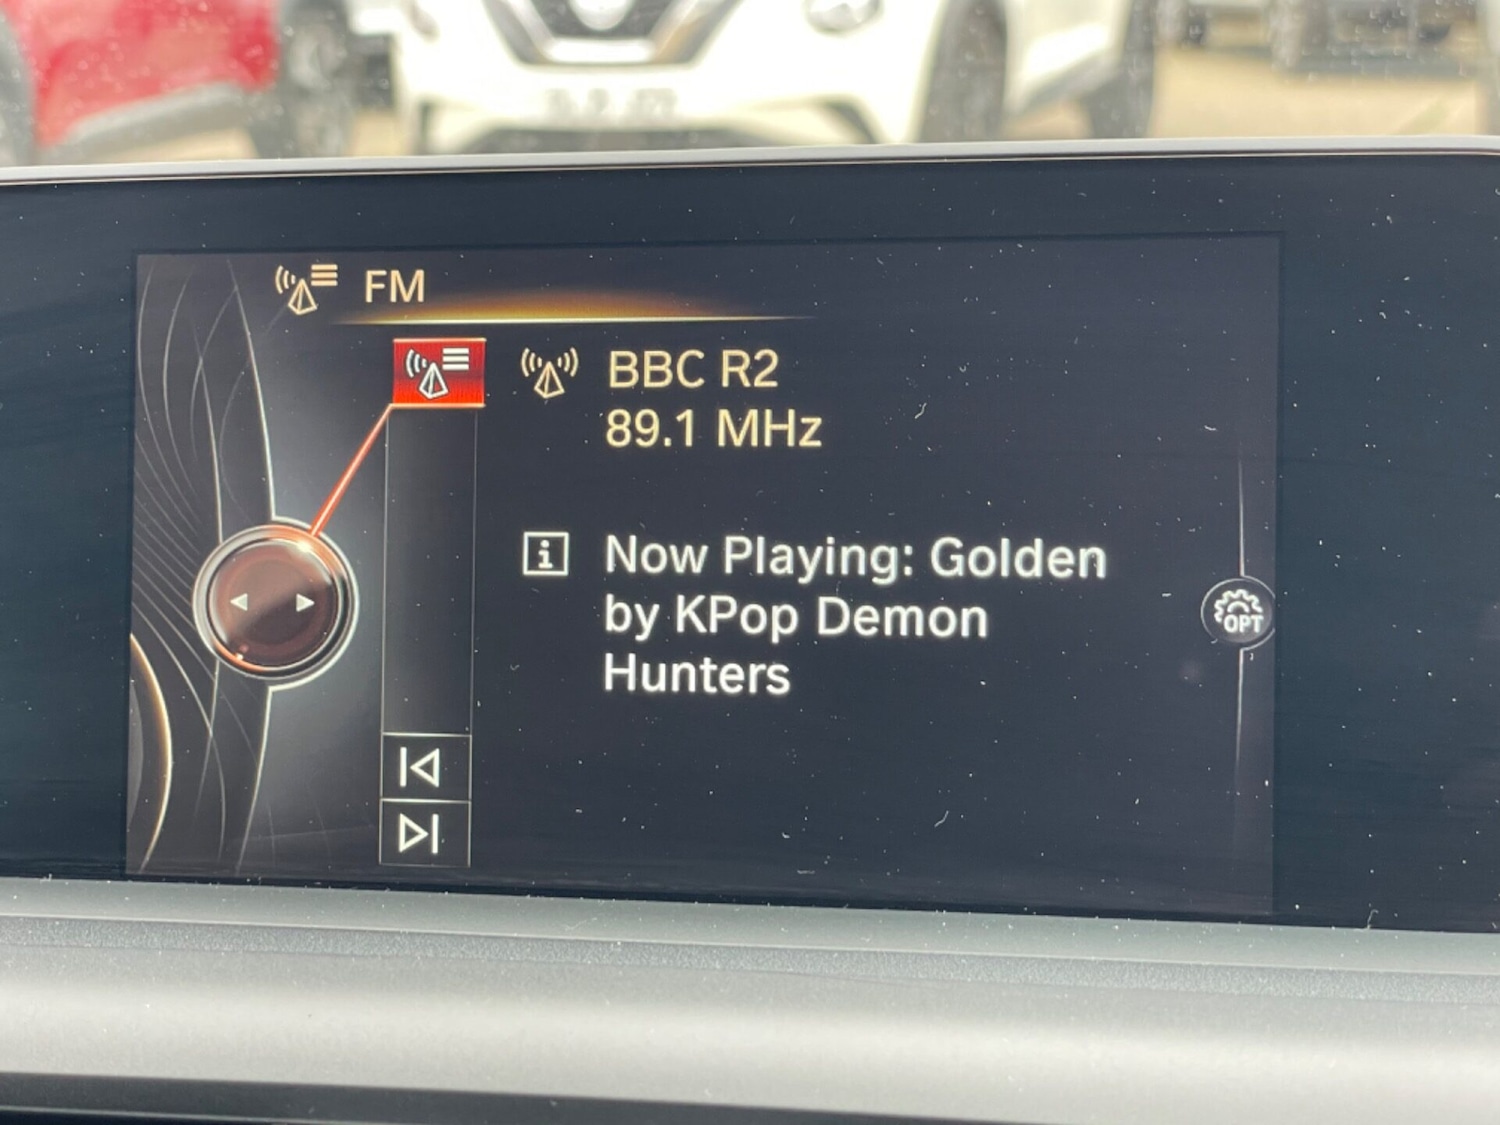 FM
BBC R2
89.1 MHz
Now Playing: Golden
by KPop Demon
Hunters
OPT